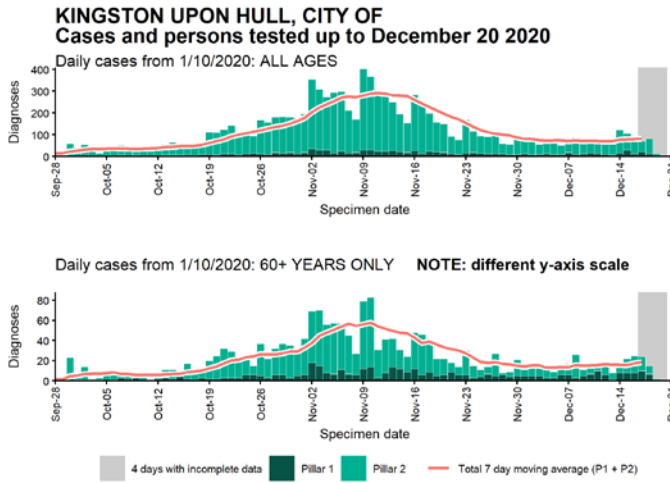 KINGSTON UPON HULL, CITY OF
Cases and persons tested up to December 20 2020
Daily cases from 1/10/2020: ALL AGES
Diagnoses
400
300
200
100
0
Sep-28
Oct-05
Oct-12
Oct-19
Oct-26
Nov-02
Nov-09
Nov-16
Nov-23
Nov-30
Dec-07
Dec-14
Specimen date
Daily cases from 1/10/2020: 60+ YEARS ONLY NOTE: different y-axis scale
Diagnoses
80
60
40
20
0
Sep-28
Oct-05
Oct-12
Oct-19
Oct-26
Nov-02
Nov-09
Nov-16
Nov-23
Nov-30
Dec-07
Dec-14
Specimen date
4 days with incomplete data Pillar 1 Pillar 2 Total 7 day moving average (P1 + P2)